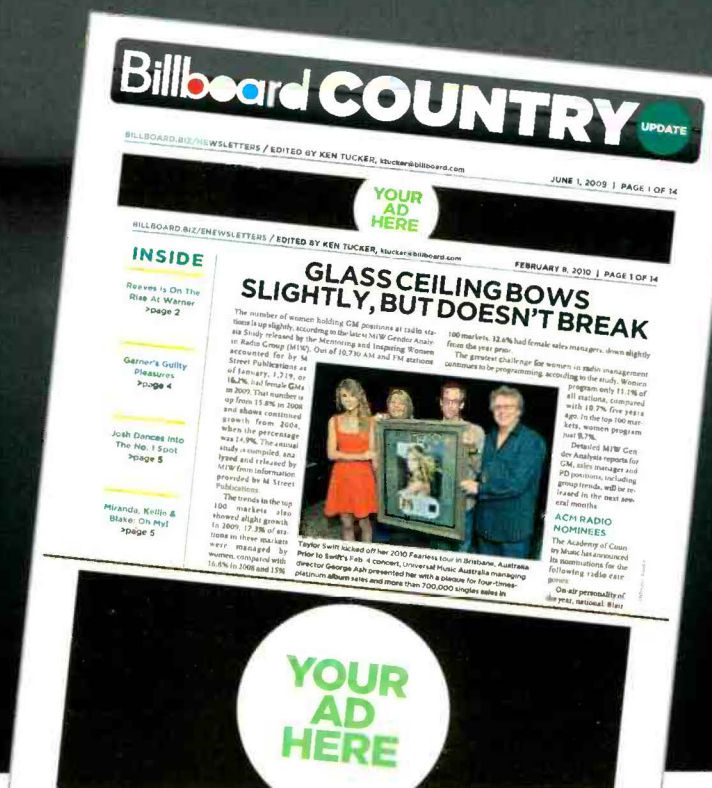 Billboard COUNTRY UPDATE
BILLBOARD.BIZ/NEWSLETTERS / EDITED BY KEN TUCKER, ktucker@billboard.com
JUNE 1, 2009 | PAGE 1 OF 14
YOUR
AD
HERE
BILLBOARD.BIZ/ENEWSLETTERS / EDITED BY KEN TUCKER, ktucker@billboard.com
FEBRUARY 8, 2010 | PAGE 1 OF 14
INSIDE
Reeves Is On The
Rise At Warner
>page 2
Garner's Guilty
Pleasures
>page 4
Josh Dances Into
The No. 1 Spot
>page 5
Miranda, Kellie &
Blake: Oh My!
>page 5
GLASS CEILING BOWS
SLIGHTLY, BUT DOESN'T BREAK
The number of women holding GM positions at radio sta-
tions is up slightly, according to the latest MIW Gender Analy-
sis Study released by the Mentoring and Inspiring Women
in Radio Group (MIW). Out of 10,730 AM and FM stations
accounted for by M
Street Publications as
of January, 1,719, or
16.2%, had female GMs
in 2009. That number is
up from 15.8% in 2008
and shows continued
growth from 2004,
when the percentage
was 14.9%. The annual
study is compiled, ana-
lyzed and released by
MIW from information
provided by M Street
Publications.
The trends in the top
100 markets also
showed slight growth
In 2009, 17.3% of sta-
tions in these markets
were managed by
women, compared with
16.6% in 2008 and 15%
Taylor Swift kicked off her 2010 Fearless tour in Brisbane, Australia
Prior to Swift's Feb. 4 concert, Universal Music Australia managing
director George Ash presented her with a plaque for four-times-
platinum album sales and more than 700,000 singles sales in
100 markets, 32.6% had female sales managers, down slightly
from the year prior.
The greatest challenge for women in radio management
continues to be programming, according to the study. Women
program only 11.1% of
all stations, compared
with 10.7% five years
ago. In the top 100 mar-
kets, women program
just 9.7%.
Detailed MIW Gen
der Analysis reports for
GM, sales manager and
PD positions, including
group trends, will be re-
leased in the next sev-
eral months
ACM RADIO
NOMINEES
The Academy of Coun
try Music has announced
its nominations for the
following radio cate
gories:
On-air personality of
the year, national: Blair
YOUR
AD
HERE